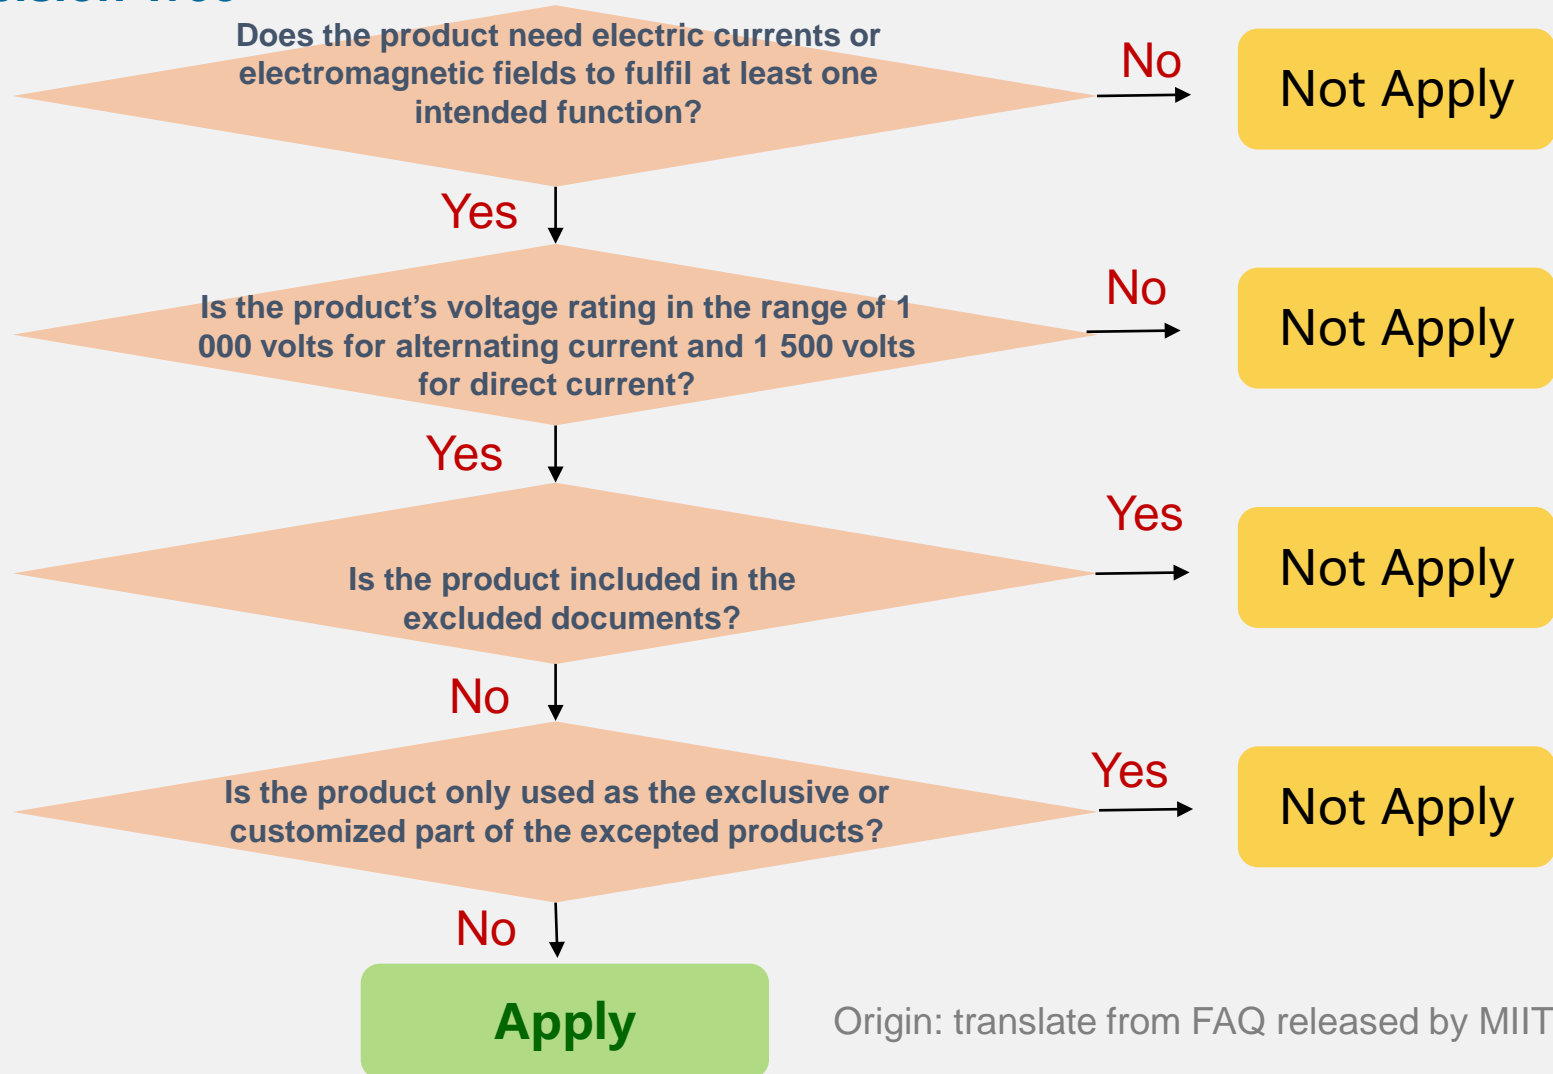 Does the product need electric currents or
electromagnetic fields to fulfil at least one
intended function?
No
Not Apply
Yes
Is the product's voltage rating in the range of 1
000 volts for alternating current and 1 500 volts
for direct current?
No
Not Apply
Yes
Is the product included in the
excluded documents?
Yes
Not Apply
No
Is the product only used as the exclusive or
customized part of the excepted products?
Yes
Not Apply
No
Apply
Origin: translate from FAQ released by MIIT